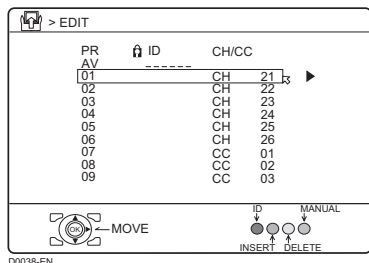 > EDIT
PR ID CH/CC
AV ------
01 CH 21
02 CH 22
03 CH 23
04 CH 24
05 CH 25
06 CH 26
07 CC 01
08 CC 02
09 CC 03
ID MANUAL
OK MOVE
INSERT DELETE
D0038-EN